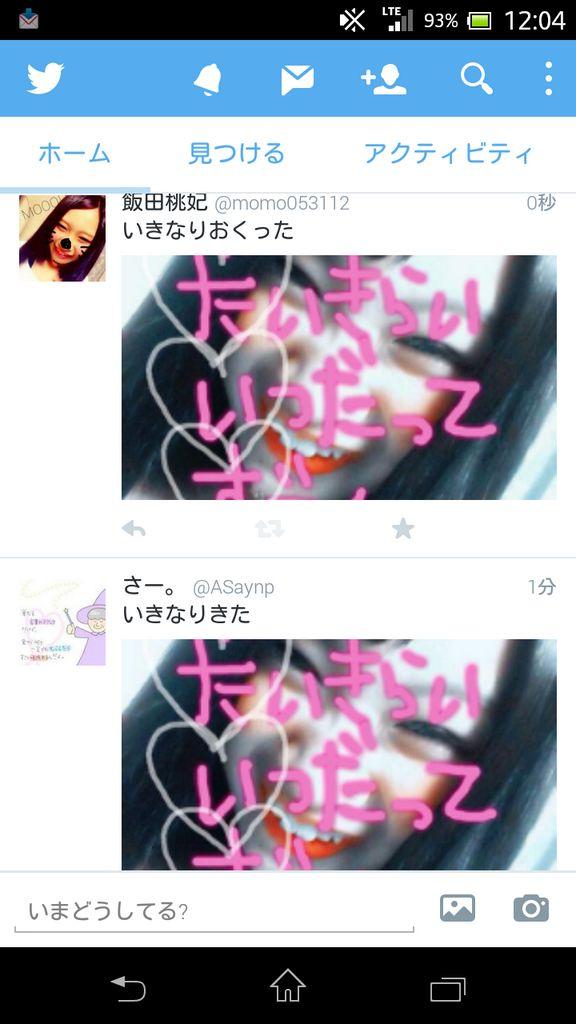 LTE 93% 12:04
ホーム 見つける アクティビティ
MOOO!
飯田桃妃 @momo053112 0秒
いきなりおくった
だいきらい
いつだって
さー。 @ASaynp 1分
いきなりきた
だいきらい
いつだって
いまどうしてる?